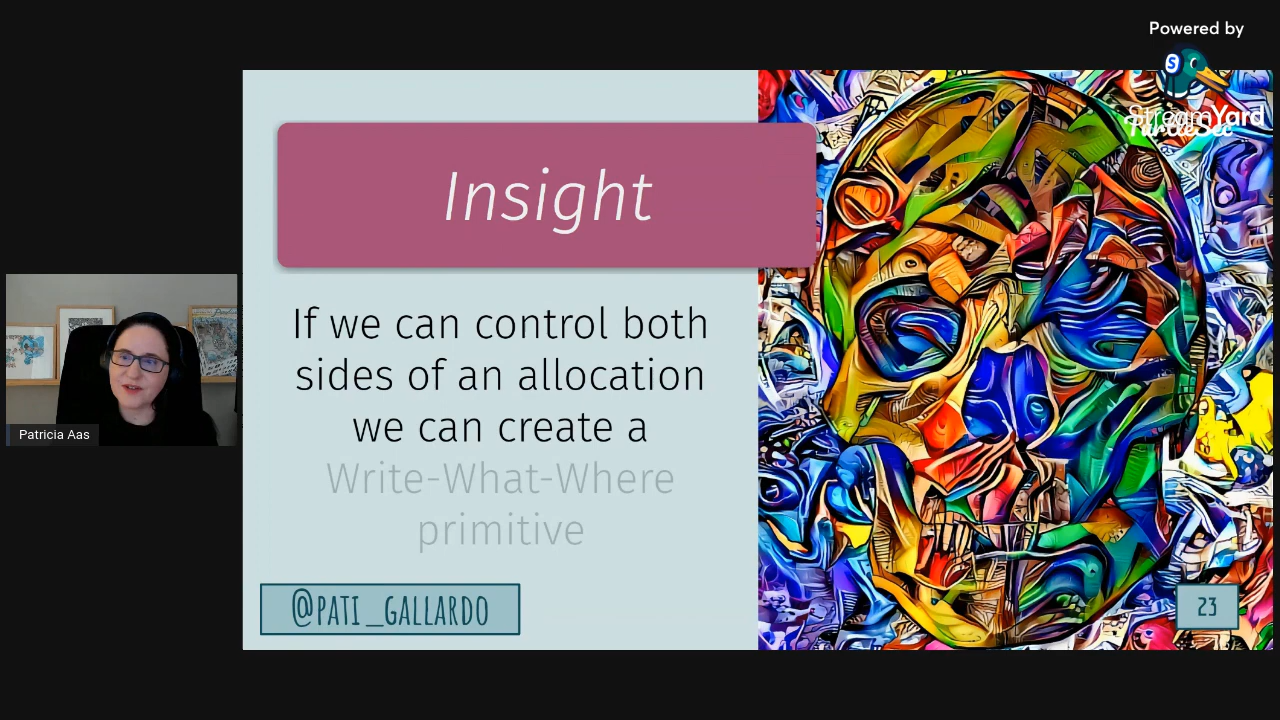 Powered by
S
StreamYard
TurtleSec
Insight
If we can control both
sides of an allocation
we can create a
Write-What-Where
primitive
Patricia Aas
@PATI_GALLARDO
23